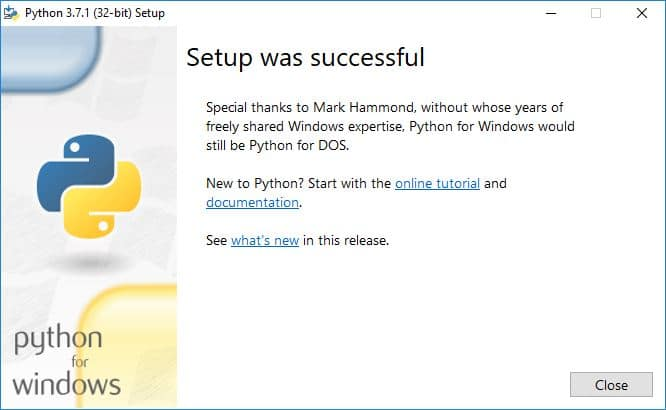 Python 3.7.1 (32-bit) Setup
Setup was successful
Special thanks to Mark Hammond, without whose years of
freely shared Windows expertise, Python for Windows would
still be Python for DOS.
New to Python? Start with the online tutorial and
documentation.
See what's new in this release.
python
for
windows
Close